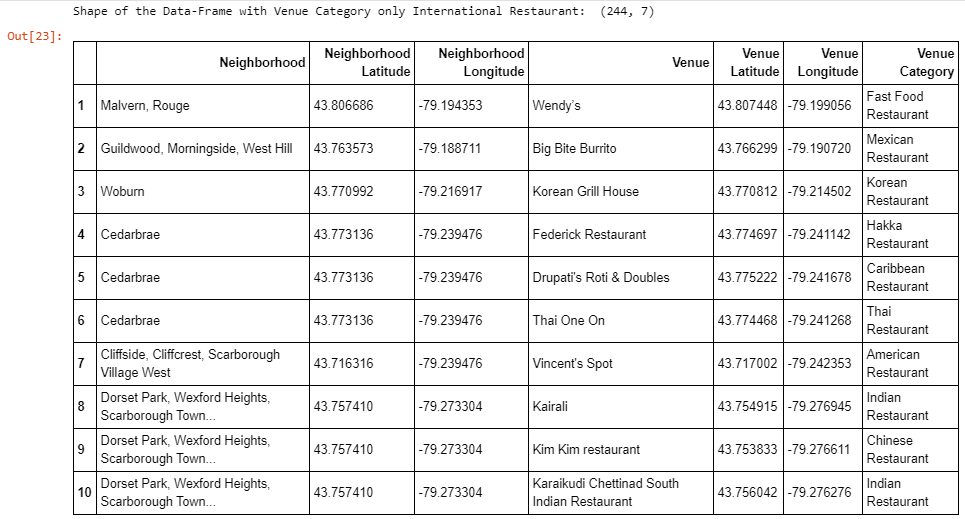 Shape of the Data-Frame with Venue Category only International Restaurant:  (244, 7)
Out[23]:
Neighborhood Neighborhood Latitude Neighborhood Longitude Venue Venue Latitude Venue Longitude Venue Category
1 Malvern, Rouge 43.806686 -79.194353 Wendy's 43.807448 -79.199056 Fast Food Restaurant
2 Guildwood, Morningside, West Hill 43.763573 -79.188711 Big Bite Burrito 43.766299 -79.190720 Mexican Restaurant
3 Woburn 43.770992 -79.216917 Korean Grill House 43.770812 -79.214502 Korean Restaurant
4 Cedarbrae 43.773136 -79.239476 Federick Restaurant 43.774697 -79.241142 Hakka Restaurant
5 Cedarbrae 43.773136 -79.239476 Drupati's Roti & Doubles 43.775222 -79.241678 Caribbean Restaurant
6 Cedarbrae 43.773136 -79.239476 Thai One On 43.774468 -79.241268 Thai Restaurant
7 Cliffside, Cliffcrest, Scarborough Village West 43.716316 -79.239476 Vincent's Spot 43.717002 -79.242353 American Restaurant
8 Dorset Park, Wexford Heights, Scarborough Town... 43.757410 -79.273304 Kairali 43.754915 -79.276945 Indian Restaurant
9 Dorset Park, Wexford Heights, Scarborough Town... 43.757410 -79.273304 Kim Kim restaurant 43.753833 -79.276611 Chinese Restaurant
10 Dorset Park, Wexford Heights, Scarborough Town... 43.757410 -79.273304 Karaikudi Chettinad South Indian Restaurant 43.756042 -79.276276 Indian Restaurant